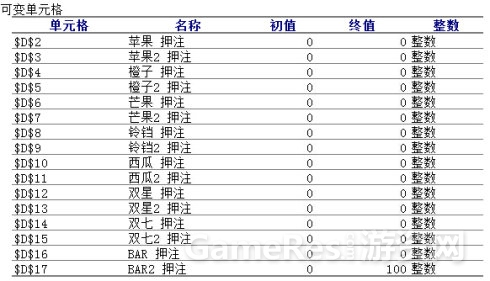 可变单元格
单元格 名称 初值 终值 整数
$D$2 苹果 押注 0 0 整数
$D$3 苹果2 押注 0 0 整数
$D$4 橙子 押注 0 0 整数
$D$5 橙子2 押注 0 0 整数
$D$6 芒果 押注 0 0 整数
$D$7 芒果2 押注 0 0 整数
$D$8 铃铛 押注 0 0 整数
$D$9 铃铛2 押注 0 0 整数
$D$10 西瓜 押注 0 0 整数
$D$11 西瓜2 押注 0 0 整数
$D$12 双星 押注 0 0 整数
$D$13 双星2 押注 0 0 整数
$D$14 双七 押注 0 0 整数
$D$15 双七2 押注 0 0 整数
$D$16 BAR 押注 0 0 整数
$D$17 BAR2 押注 0 100 整数
GameRes游戏网